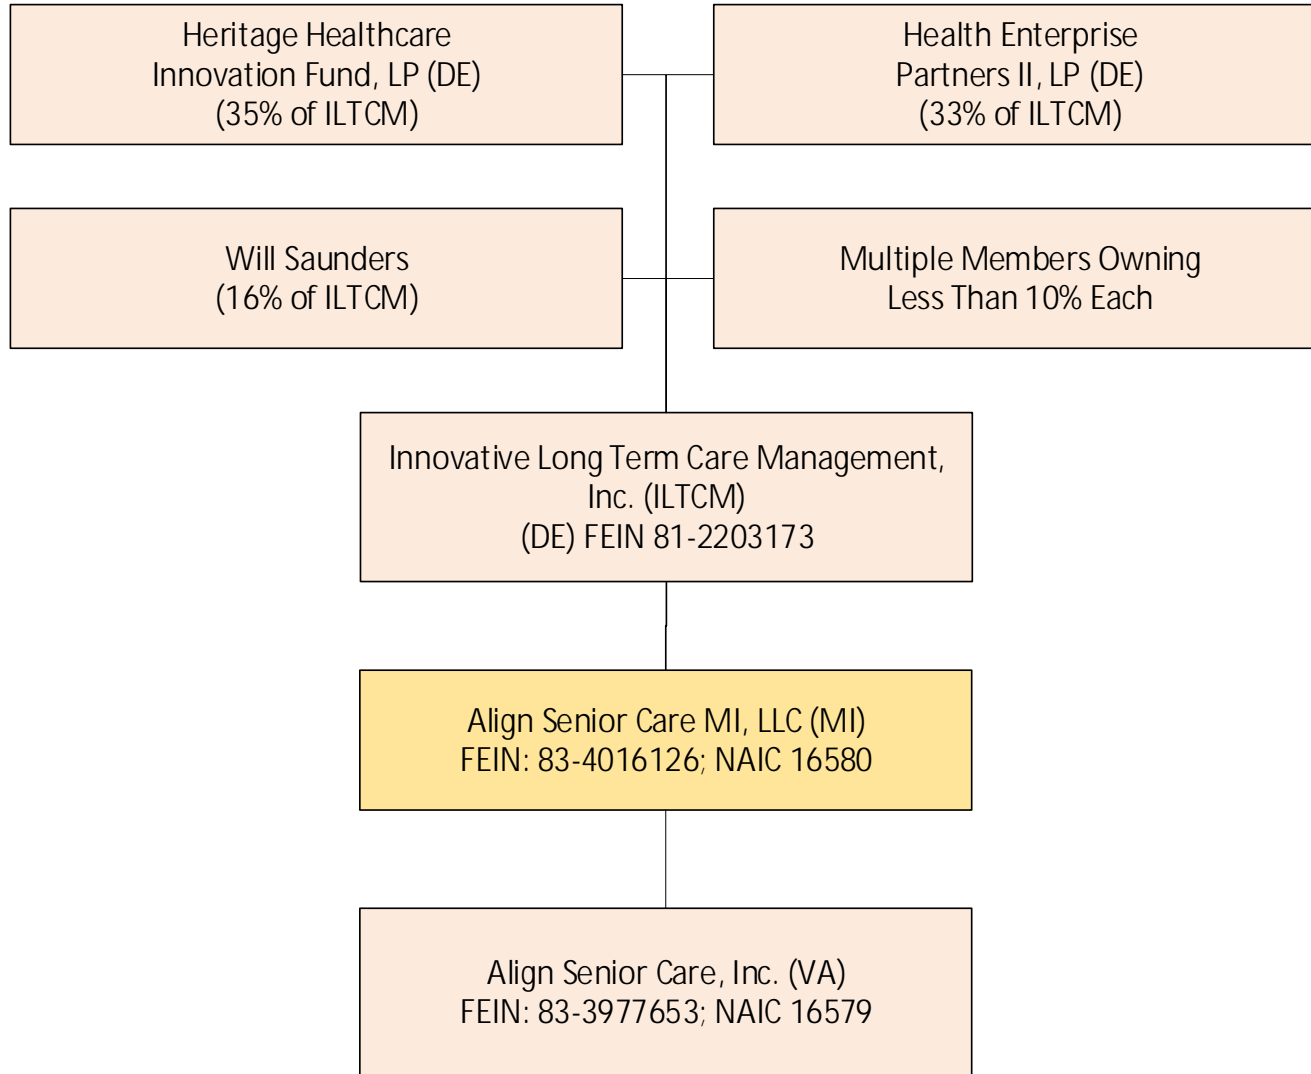 Heritage Healthcare
Innovation Fund, LP (DE)
(35% of ILTCM)
Health Enterprise
Partners II, LP (DE)
(33% of ILTCM)
Will Saunders
(16% of ILTCM)
Multiple Members Owning
Less Than 10% Each
Innovative Long Term Care Management,
Inc. (ILTCM)
(DE) FEIN 81-2203173
Align Senior Care MI, LLC (MI)
FEIN: 83-4016126; NAIC 16580
Align Senior Care, Inc. (VA)
FEIN: 83-3977653; NAIC 16579